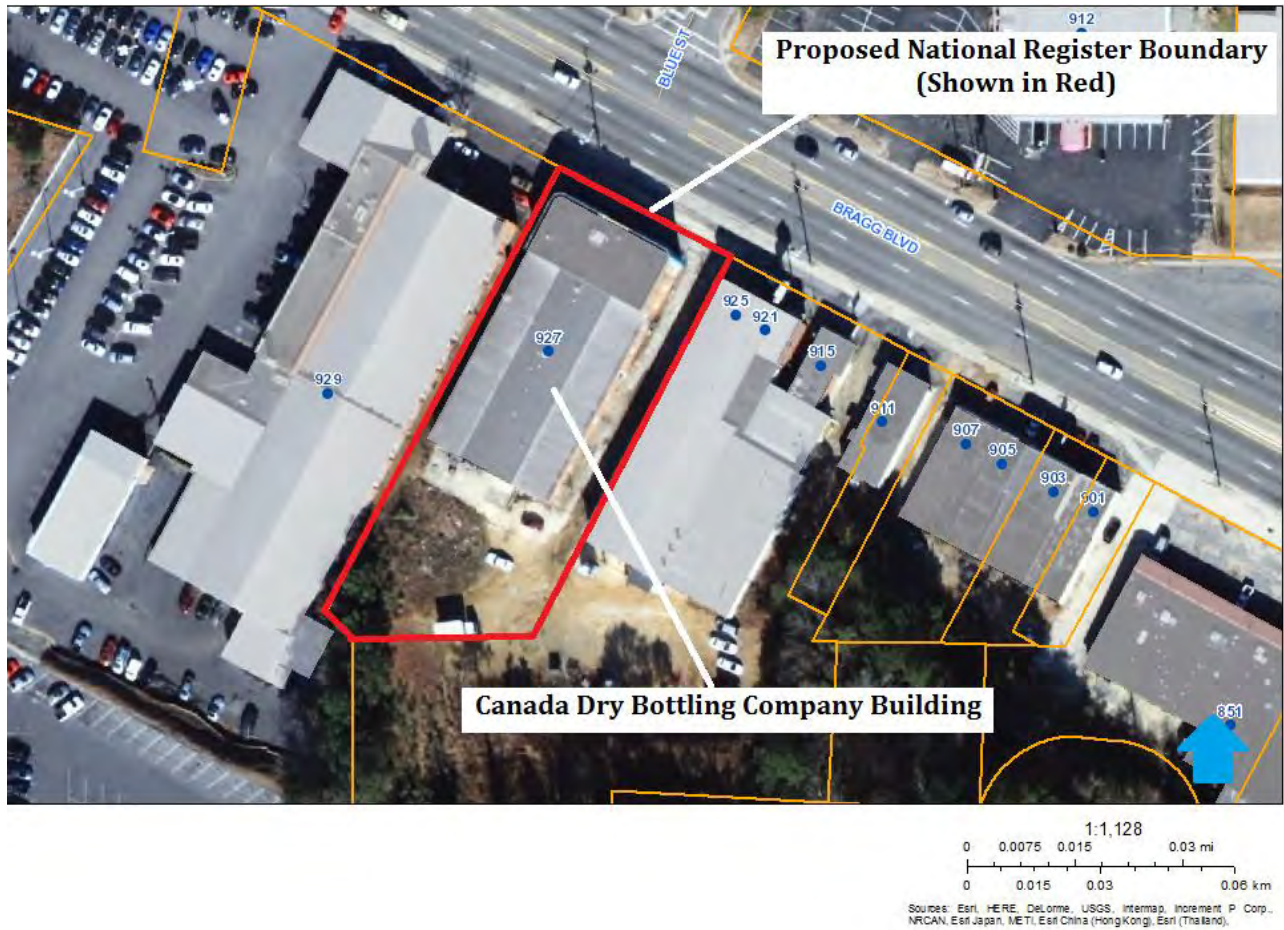 912
BLUE ST
Proposed National Register Boundary
(Shown in Red)
BRAGG BLVD
925
921
927
915
929
911
907
905
903
901
Canada Dry Bottling Company Building
851
1:1,128
0 0.0075 0.015 0.03 mi
0 0.015 0.03 0.06 km
Sources: Esri, HERE, DeLorme, USGS, Intermap, increment P Corp.,
NRCAN, Esri Japan, METI, Esri China (Hong Kong), Esri (Thailand),